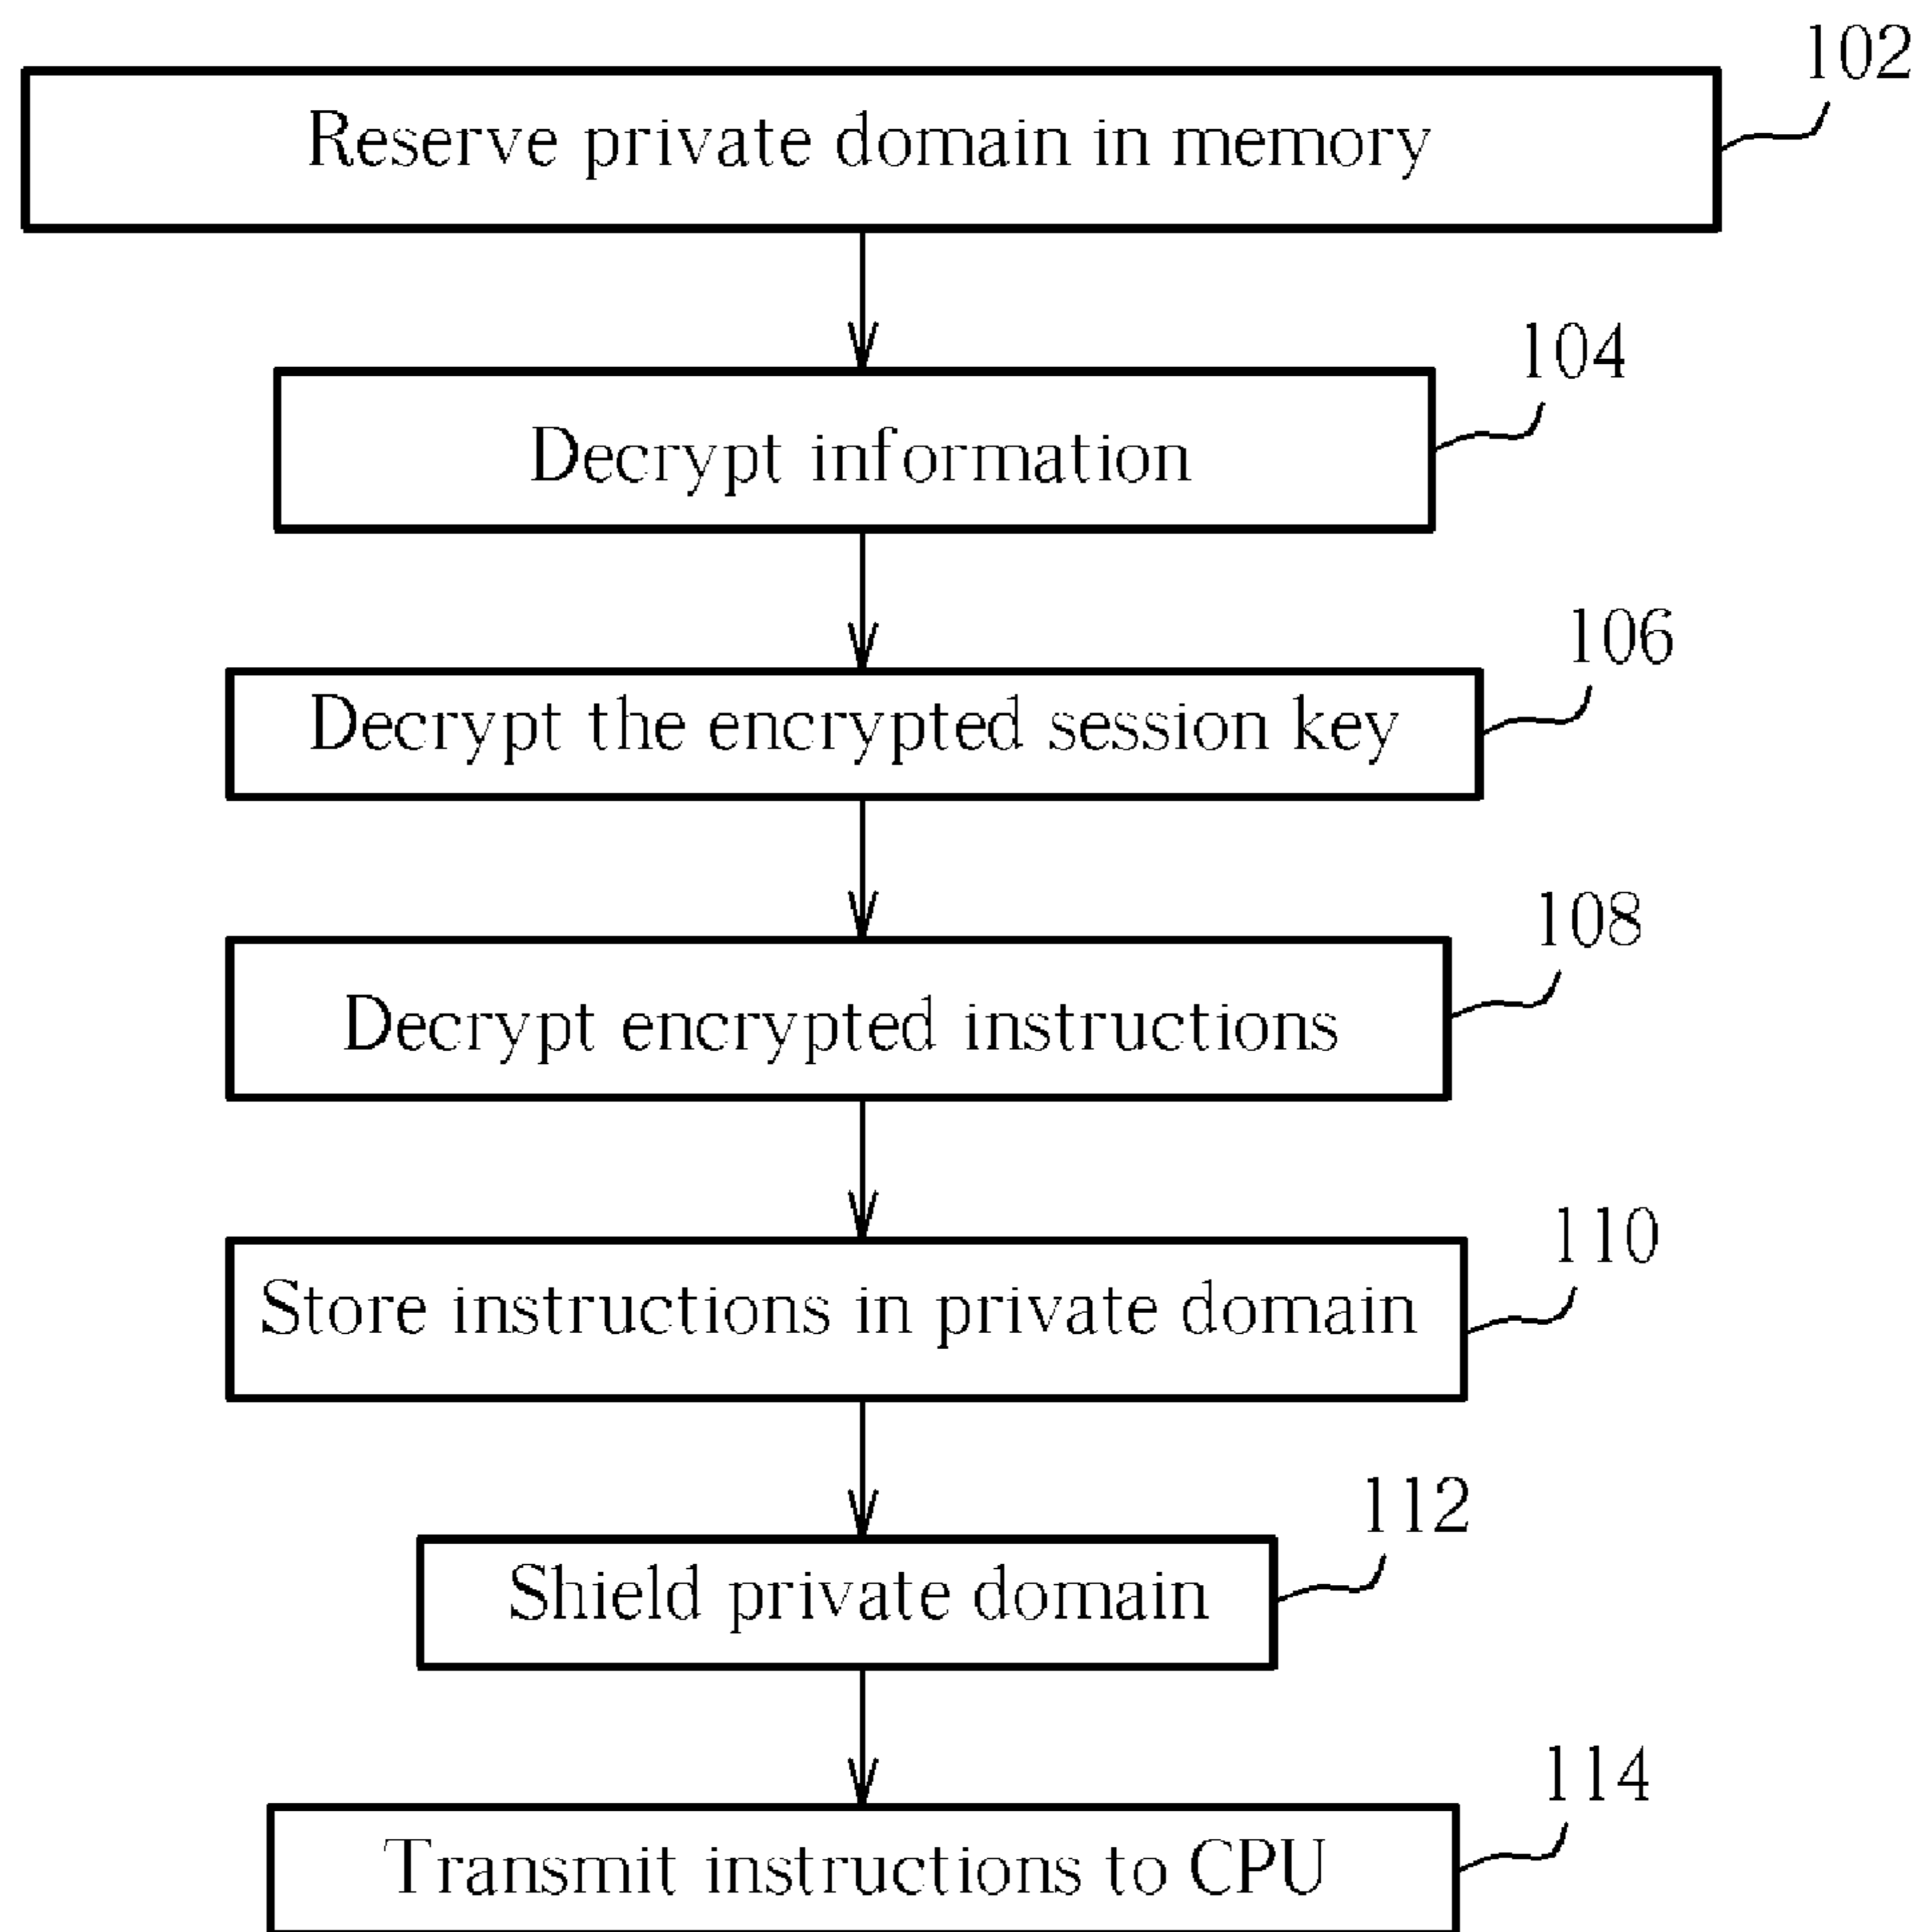 102
Reserve private domain in memory
104
Decrypt information
106
Decrypt the encrypted session key
108
Decrypt encrypted instructions
110
Store instructions in private domain
112
Shield private domain
114
Transmit instructions to CPU